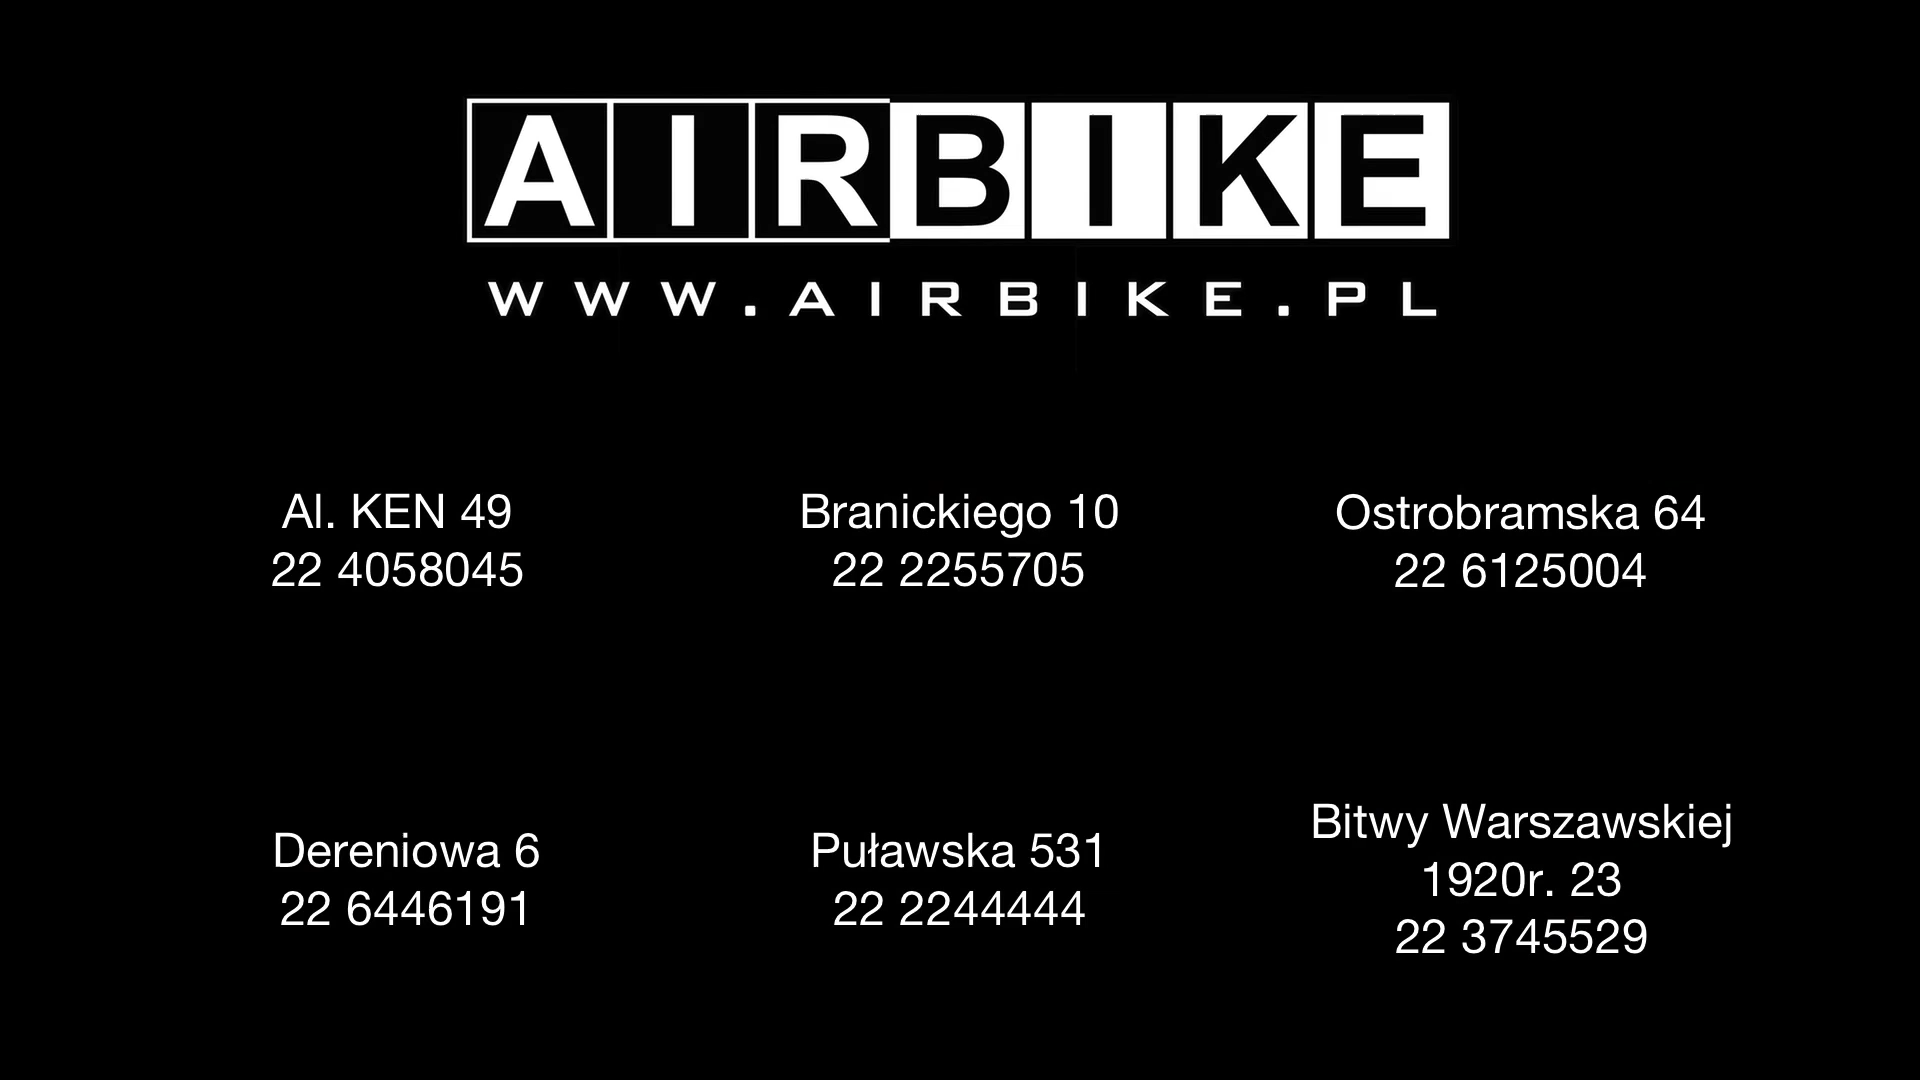 AIRBIKE
WWW.AIRBIKE.PL
Al. KEN 49
22 4058045
Branickiego 10
22 2255705
Ostrobramska 64
22 6125004
Dereniowa 6
22 6446191
Puławska 531
22 2244444
Bitwy Warszawskiej
1920r. 23
22 3745529